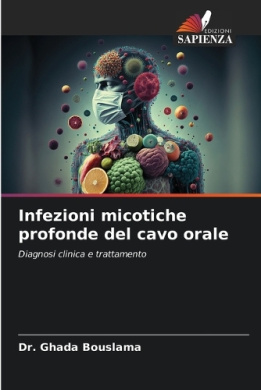 EDIZIONI
SAPIENZA
Infezioni micotiche
profonde del cavo orale
Diagnosi clinica e trattamento
Dr. Ghada Bouslama